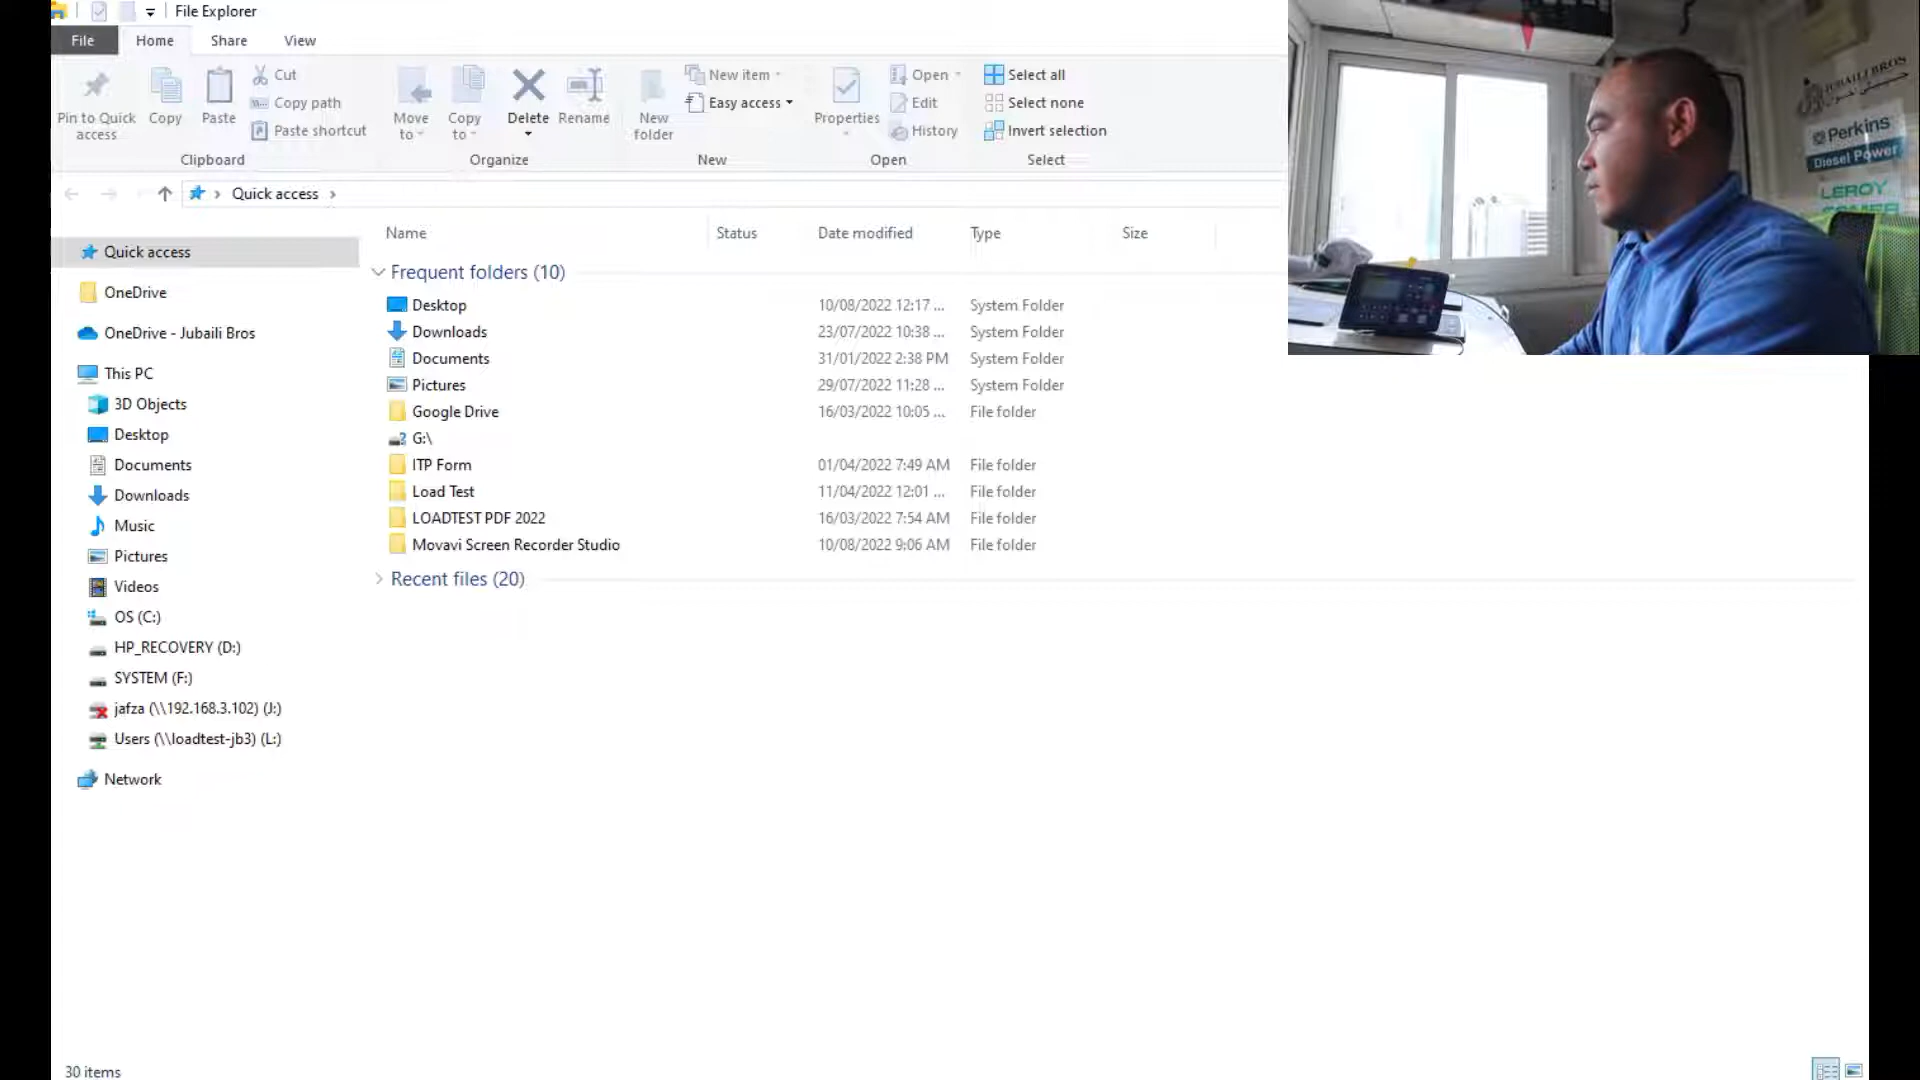 File Explorer
File Home Share View
Pin to Quick access
Copy
Paste
Cut
Copy path
Paste shortcut
Clipboard
Move to
Copy to
Delete
Rename
Organize
New folder
New item
Easy access
New
Properties
Open
Edit
History
Open
Select all
Select none
Invert selection
Select
Quick access
Name Status Date modified Type Size
Quick access
OneDrive
OneDrive - Jubaili Bros
This PC
3D Objects
Desktop
Documents
Downloads
Music
Pictures
Videos
OS (C:)
HP_RECOVERY (D:)
SYSTEM (F:)
jafza (\\192.168.3.102) (J:)
Users (\\loadtest-jb3) (L:)
Network
Frequent folders (10)
Desktop 10/08/2022 12:17 ... System Folder
Downloads 23/07/2022 10:38 ... System Folder
Documents 31/01/2022 2:38 PM System Folder
Pictures 29/07/2022 11:28 ... System Folder
Google Drive 16/03/2022 10:05 ... File folder
G:\
ITP Form 01/04/2022 7:49 AM File folder
Load Test 11/04/2022 12:01 ... File folder
LOADTEST PDF 2022 16/03/2022 7:54 AM File folder
Movavi Screen Recorder Studio 10/08/2022 9:06 AM File folder
Recent files (20)
30 items
JUBAILI BROS
Perkins
Diesel Power
LEROY
SOMER